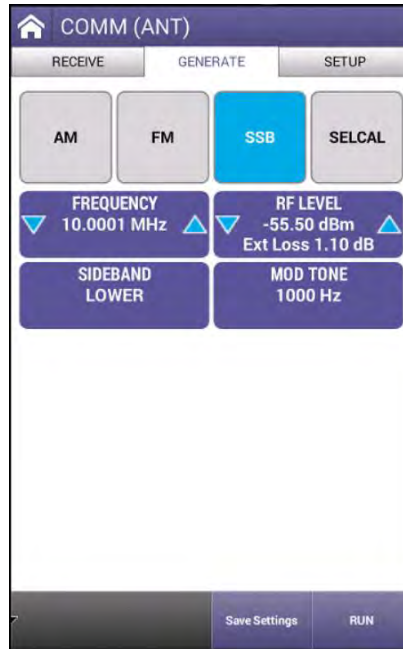 COMM (ANT)
RECEIVE GENERATE SETUP
AM FM SSB SELCAL
FREQUENCY
10.0001 MHz
RF LEVEL
-55.50 dBm
Ext Loss 1.10 dB
SIDEBAND
LOWER
MOD TONE
1000 Hz
Save Settings RUN